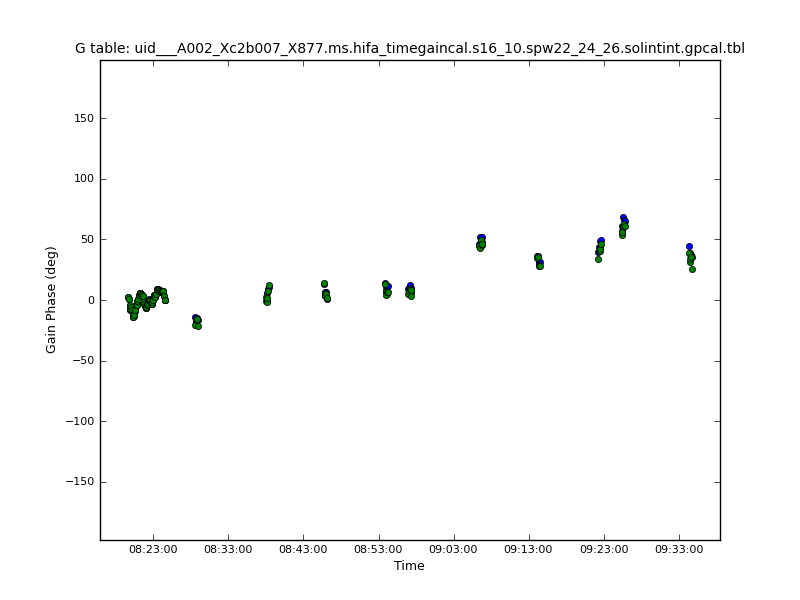 G table: uid___A002_Xc2b007_X877.ms.hifa_timegaincal.s16_10.spw22_24_26.solintint.gpcal.tbl
150
100
50
0
−50
−100
−150
Gain Phase (deg)
08:23:00 08:33:00 08:43:00 08:53:00 09:03:00 09:13:00 09:23:00 09:33:00
Time